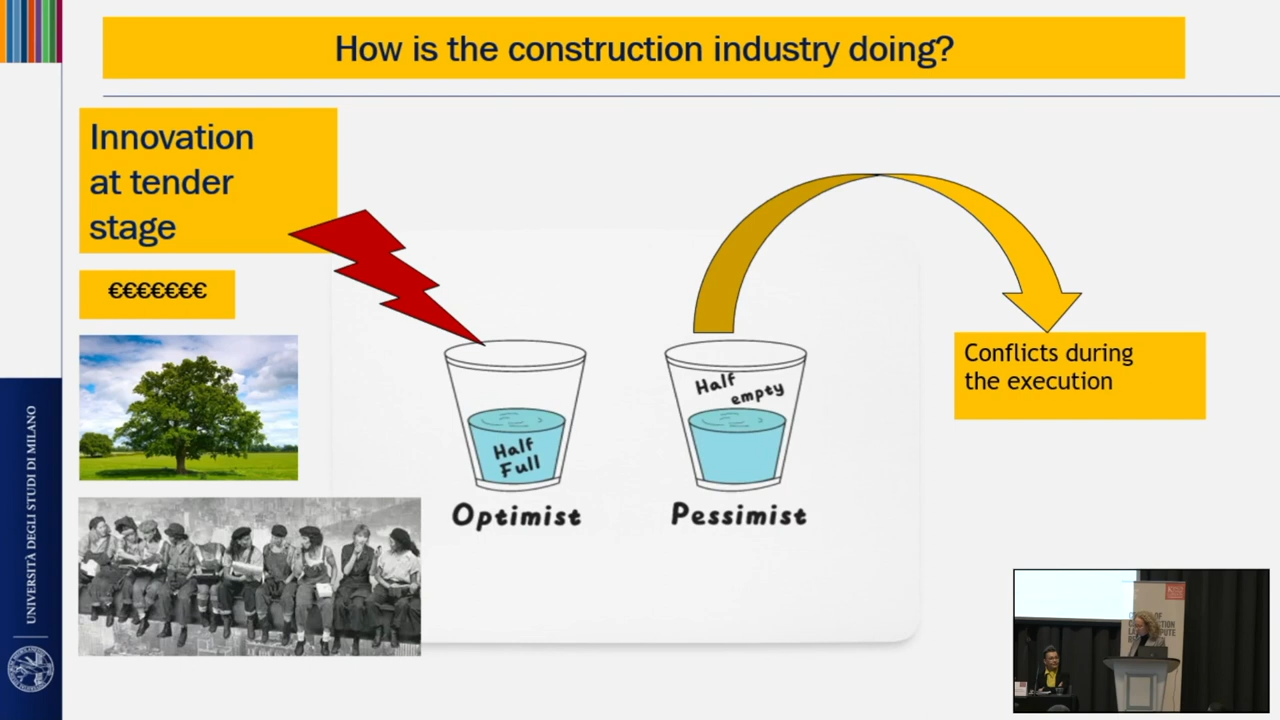 How is the construction industry doing?
Innovation
at tender
stage
€€€€€€€
Half
Full
Optimist
Half
empty
Pessimist
Conflicts during
the execution
UNIVERSITÀ DEGLI STUDI DI MILANO